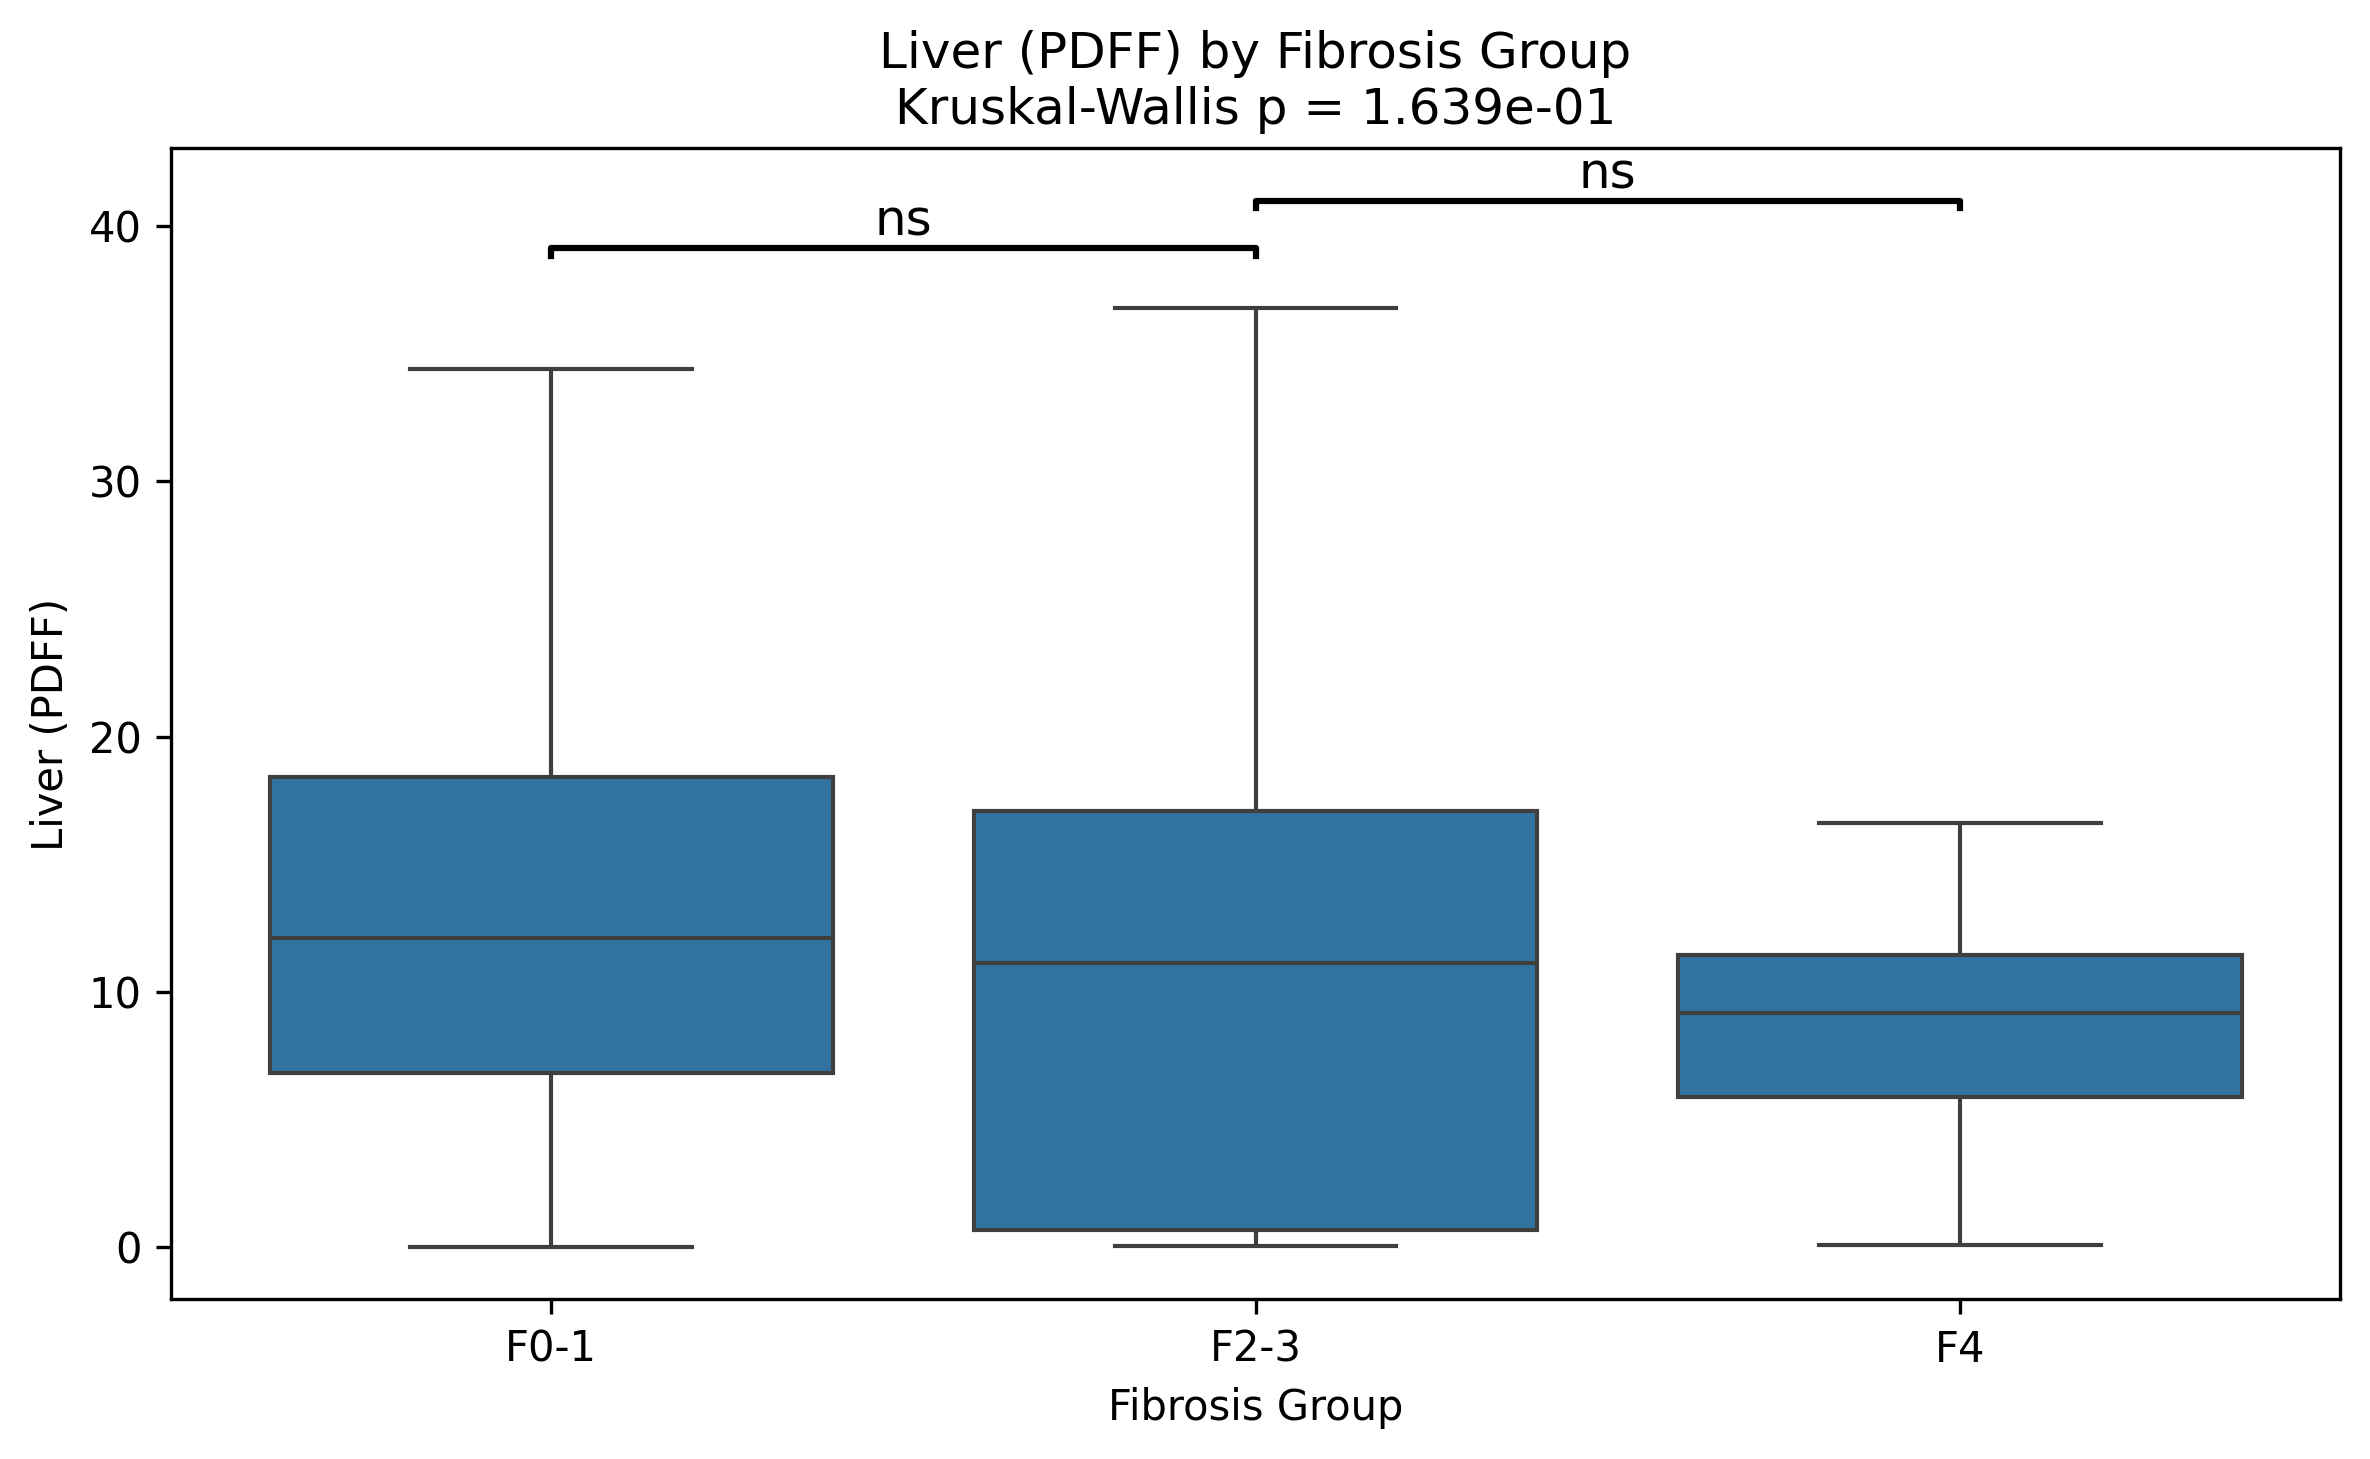 Liver (PDFF) by Fibrosis Group
Kruskal-Wallis p = 1.639e-01
ns
ns
40
30
20
10
0
Liver (PDFF)
F0-1
F2-3
F4
Fibrosis Group